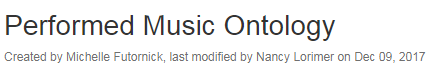 Performed Music Ontology
Created by Michelle Futornick, last modified by Nancy Lorimer on Dec 09, 2017